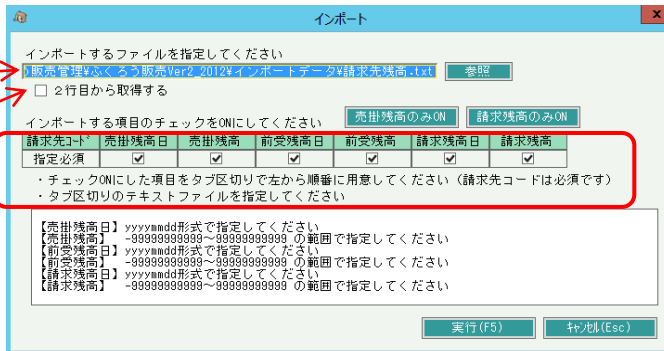 インポート
x
インポートするファイルを指定してください
)販売管理¥ふくろう販売Ver2_2012¥インポートデータ¥請求先残高.txt 参照
2行目から取得する
インポートする項目のチェックをONにしてください 売掛残高のみON 請求残高のみON
請求先コード 売掛残高日 売掛残高 前受残高日 前受残高 請求残高日 請求残高
指定必須
・チェックONにした項目をタブ区切りで左から順番に用意してください（請求先コードは必須です）
・タブ区切りのテキストファイルを指定してください
【売掛残高日】yyyymmdd形式で指定してください
【売掛残高】 -99999999999～99999999999 の範囲で指定してください
【前受残高日】yyyymmdd形式で指定してください
【前受残高】 -99999999999～99999999999 の範囲で指定してください
【請求残高日】yyyymmdd形式で指定してください
【請求残高】 -99999999999～99999999999 の範囲で指定してください
実行(F5) ｷｬﾝｾﾙ(Esc)